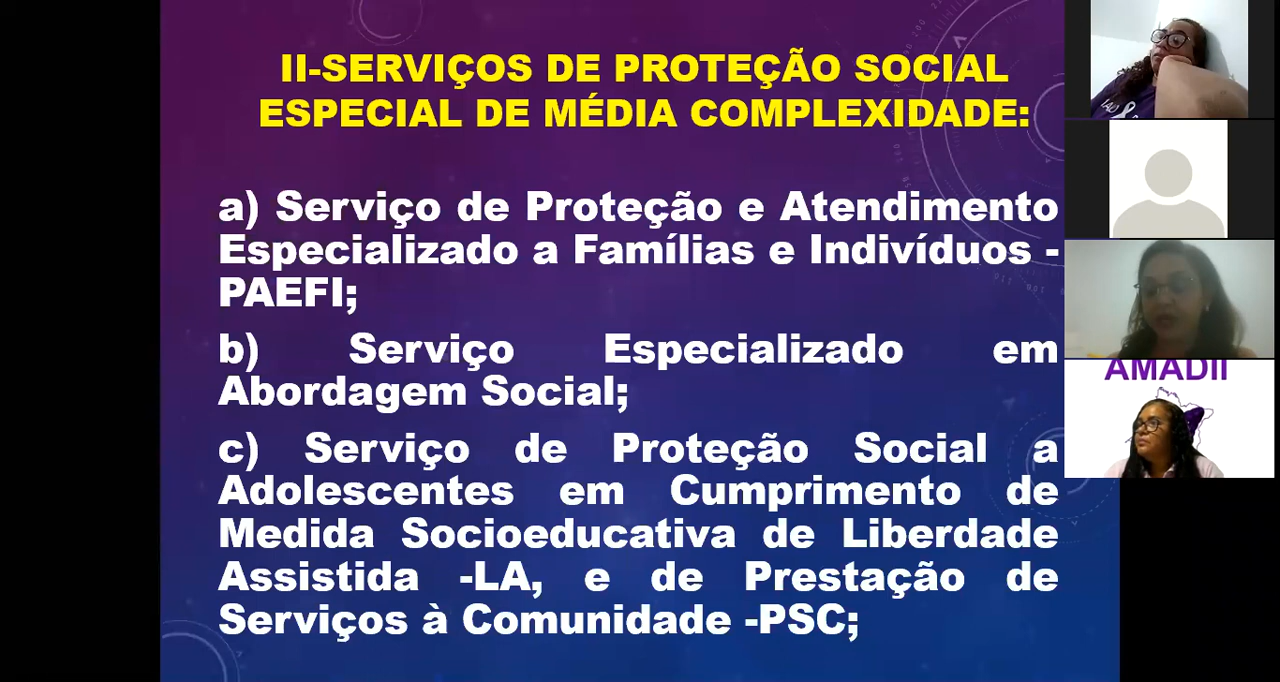 II-SERVIÇOS DE PROTEÇÃO SOCIAL
ESPECIAL DE MÉDIA COMPLEXIDADE:
a) Serviço de Proteção e Atendimento
Especializado a Famílias e Indivíduos -
PAEFI;
b) Serviço Especializado em
Abordagem Social;
c) Serviço de Proteção Social a
Adolescentes em Cumprimento de
Medida Socioeducativa de Liberdade
Assistida -LA, e de Prestação de
Serviços à Comunidade -PSC;
AMADII